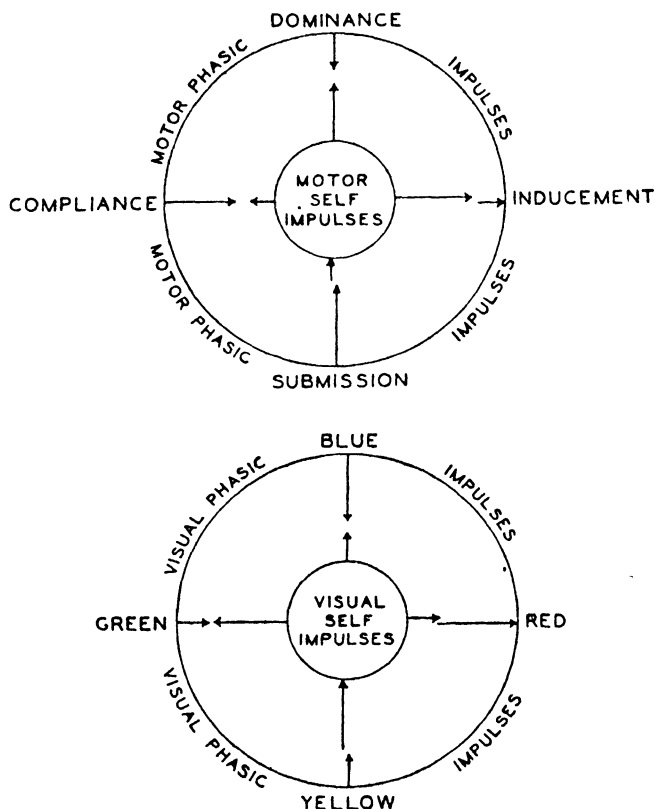 DOMINANCE
MOTOR PHASIC
IMPULSES
MOTOR
SELF
IMPULSES
COMPLIANCE
INDUCEMENT
MOTOR PHASIC
IMPULSES
SUBMISSION
BLUE
VISUAL PHASIC
IMPULSES
VISUAL
SELF
IMPULSES
GREEN
RED
VISUAL PHASIC
IMPULSES
YELLOW